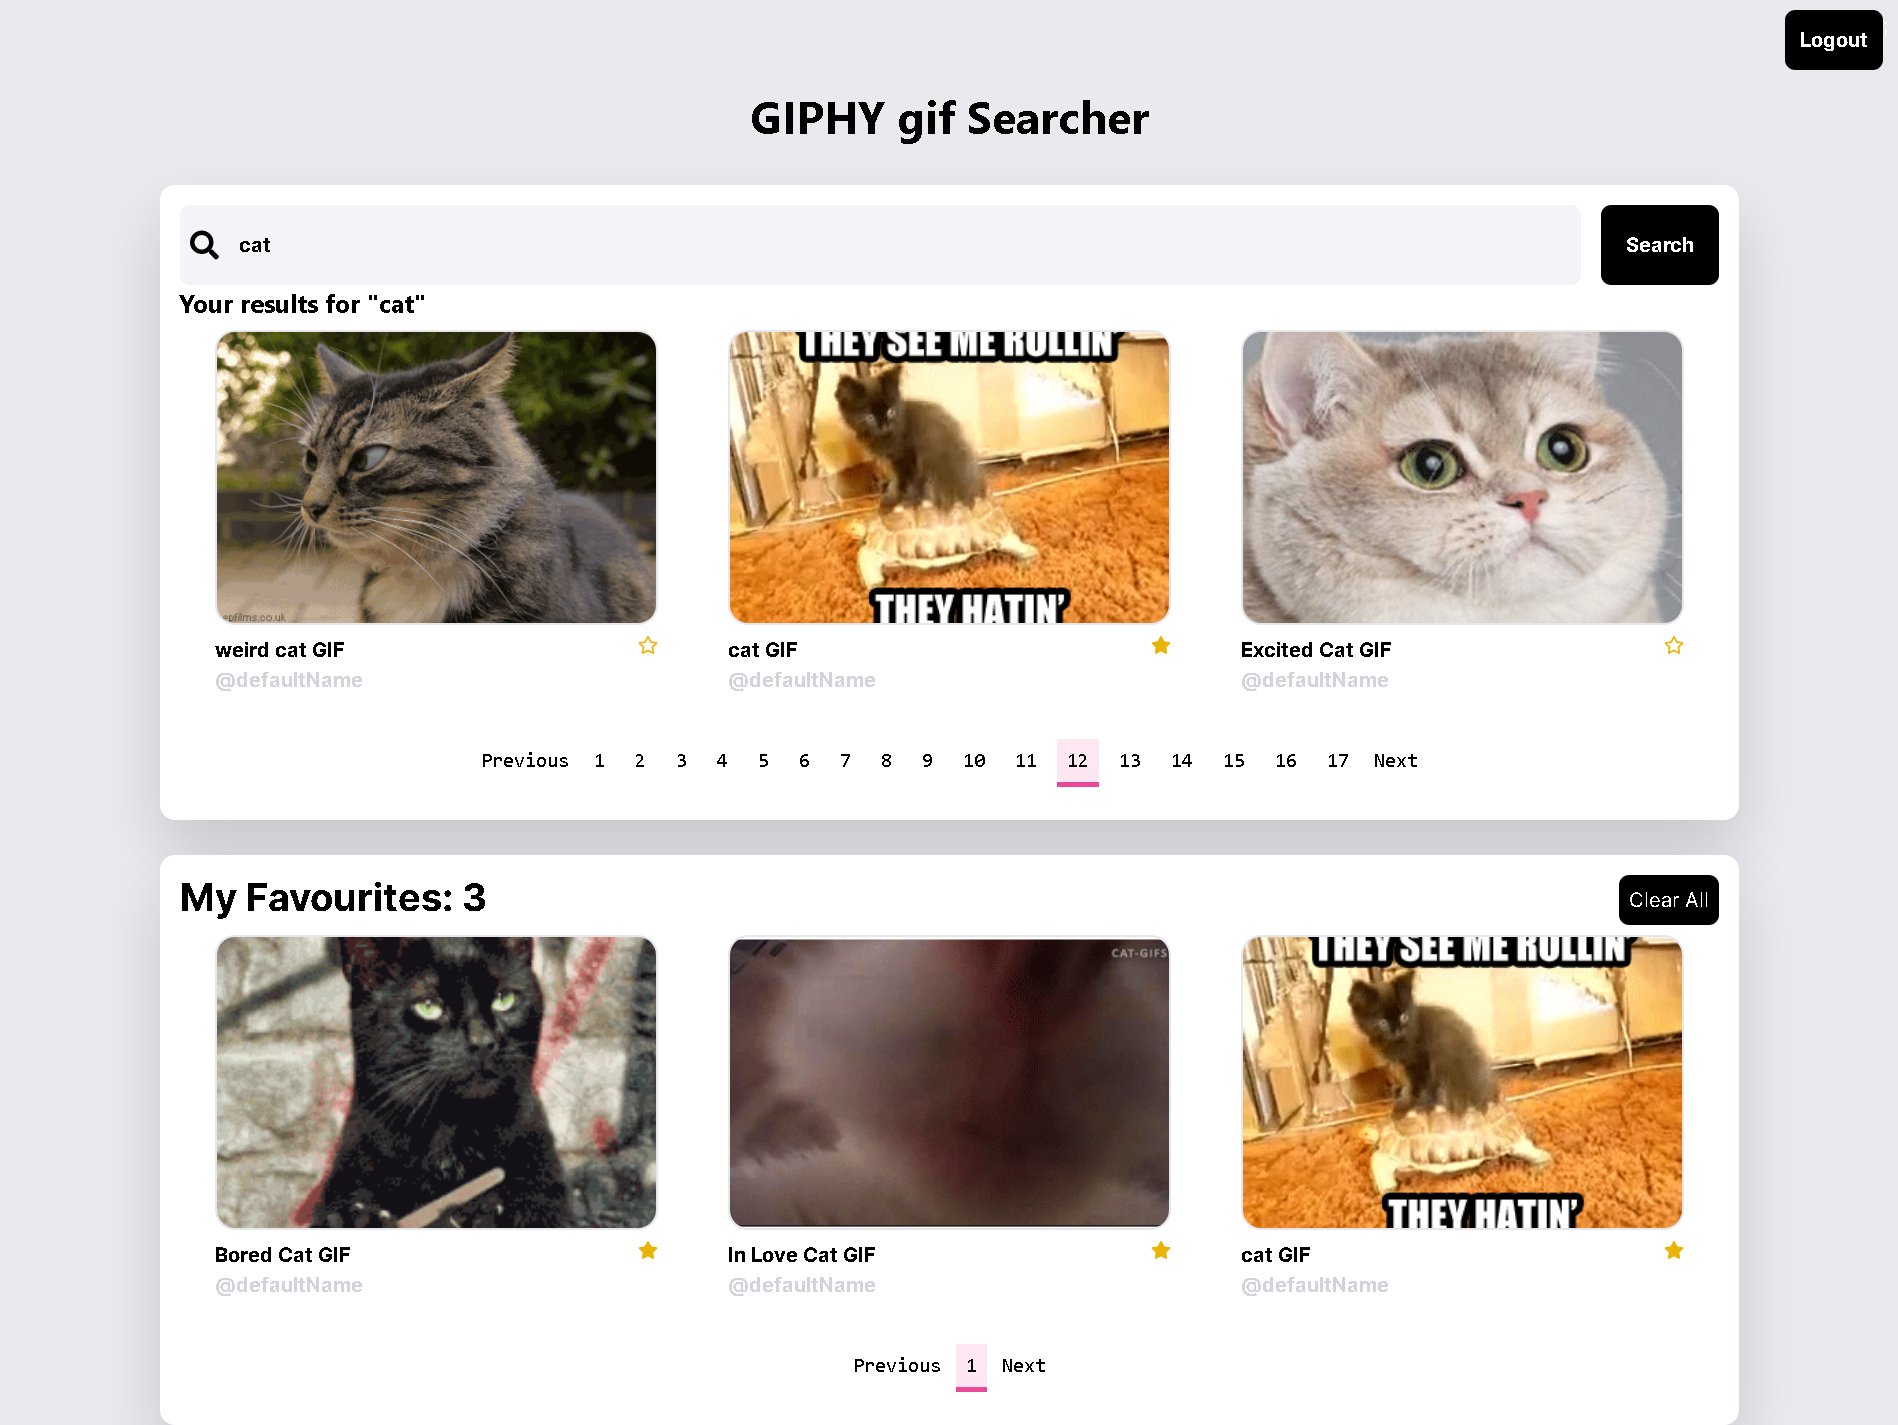 Logout
GIPHY gif Searcher
cat
Search
Your results for "cat"
THEY SEE ME ROLLIN'
THEY HATIN'
epfilms.co.uk
weird cat GIF
cat GIF
Excited Cat GIF
@defaultName
@defaultName
@defaultName
Previous 1 2 3 4 5 6 7 8 9 10 11 12 13 14 15 16 17 Next
My Favourites: 3
Clear All
CAT-GIFS
THEY SEE ME ROLLIN'
THEY HATIN'
Bored Cat GIF
In Love Cat GIF
cat GIF
@defaultName
@defaultName
@defaultName
Previous 1 Next